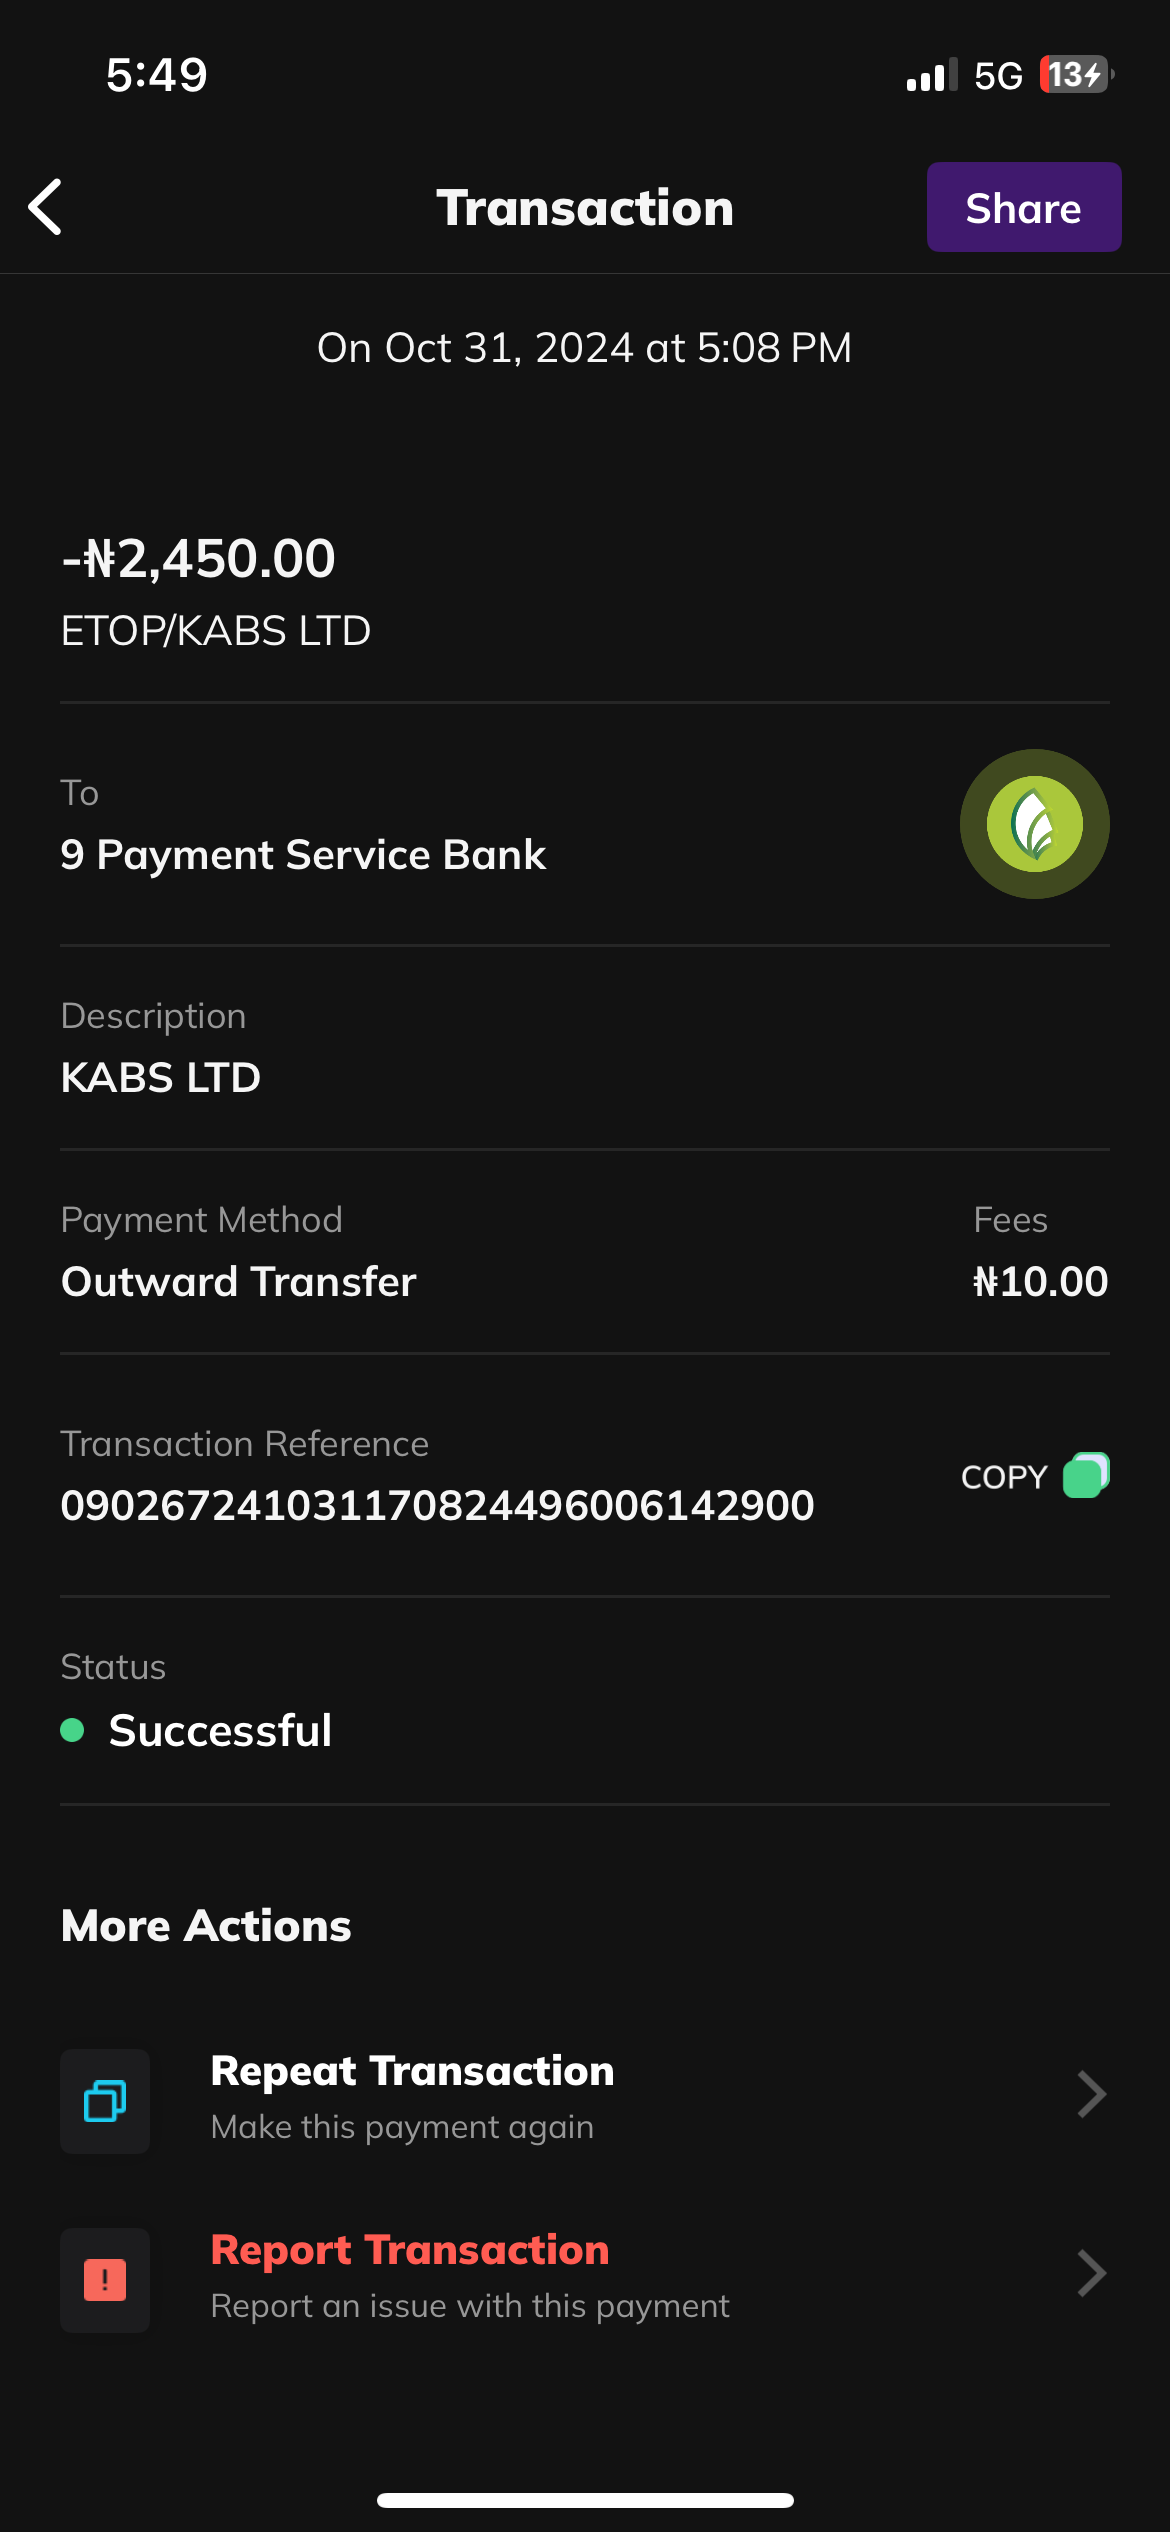 5:49
5G 13
Transaction
Share
On Oct 31, 2024 at 5:08 PM
-₦2,450.00
ETOP/KABS LTD
To
9 Payment Service Bank
Description
KABS LTD
Payment Method
Fees
Outward Transfer
₦10.00
Transaction Reference
090267241031170824496006142900
COPY
Status
Successful
More Actions
Repeat Transaction
Make this payment again
Report Transaction
Report an issue with this payment